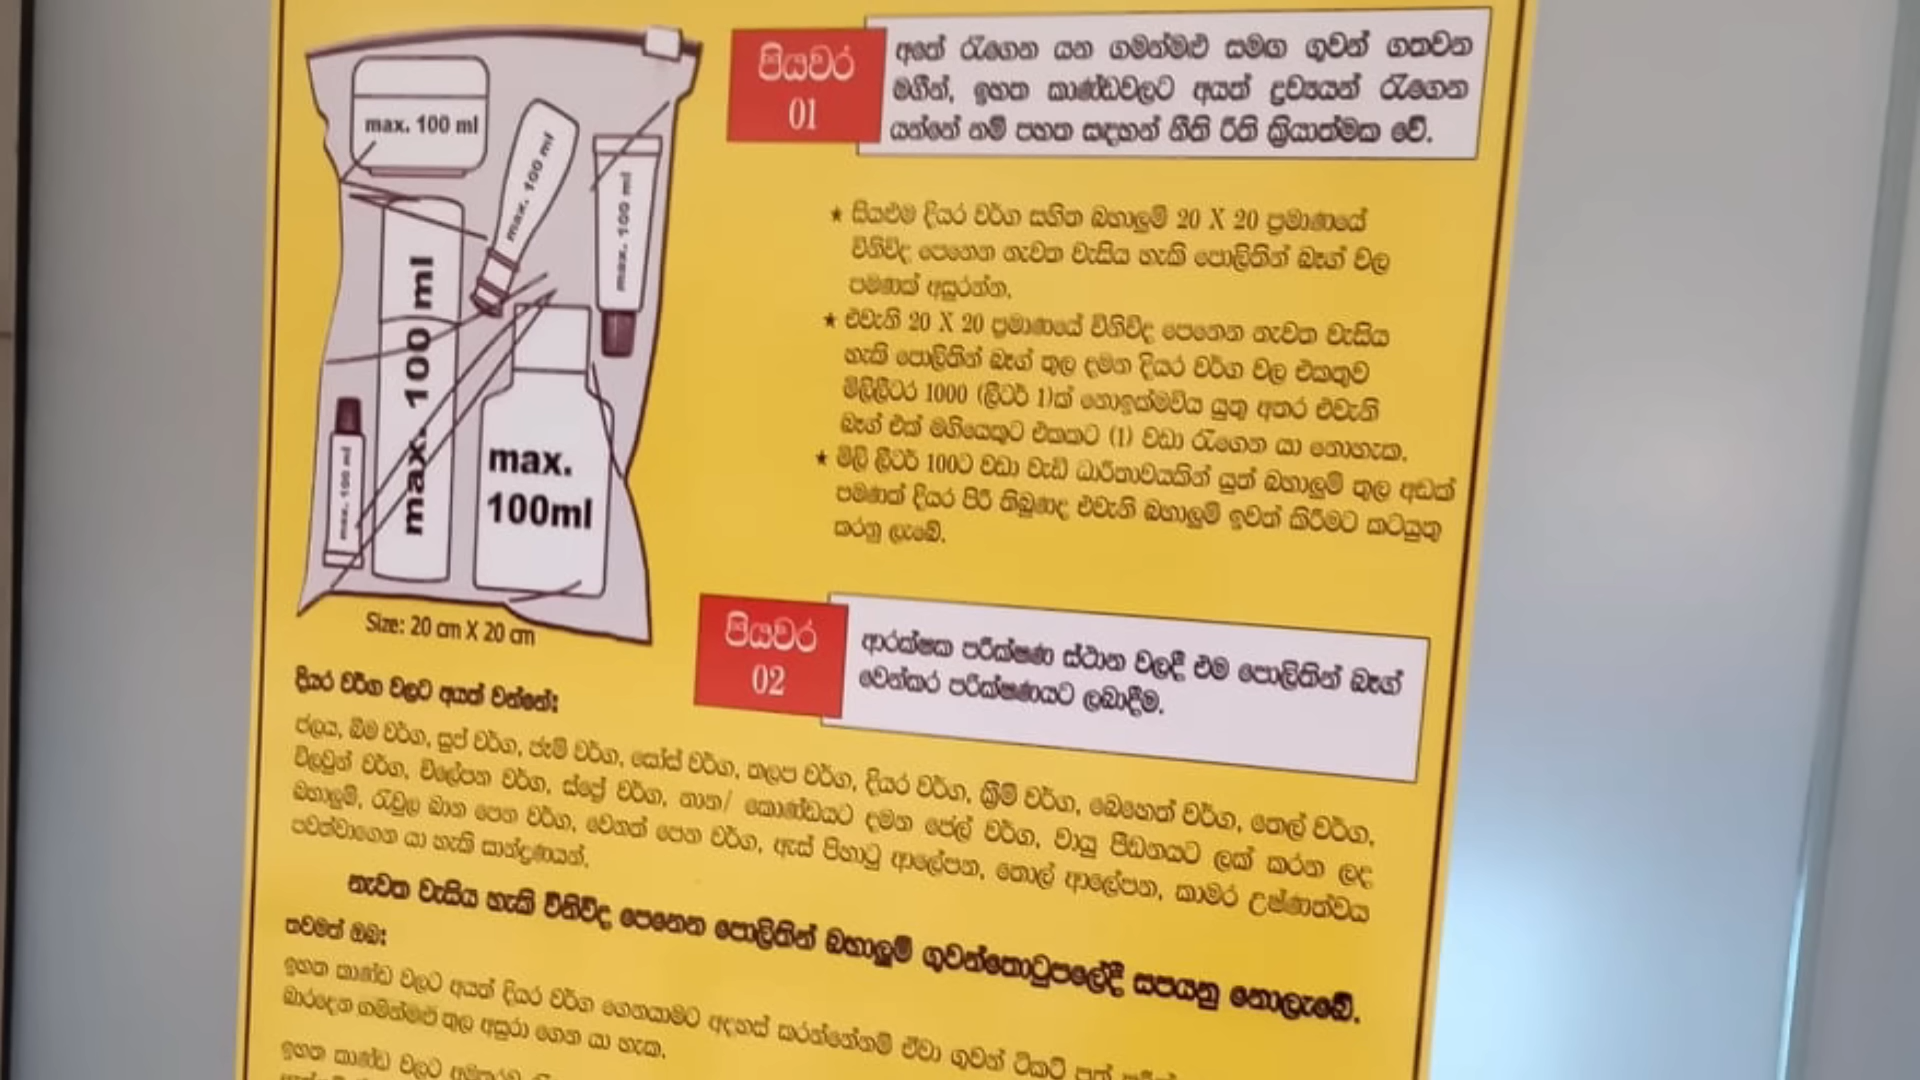 max. 100 ml
max. 100 ml
max. 100 ml
max. 100 ml
max. 100 ml
max.
100ml
Size: 20 cm X 20 cm
පියවර
01
අතේ රැගෙන යන ගමන්මළු සමඟ ගුවන් ගතවන
මගීන්, ඉහත කාණ්ඩවලට අයත් ද්‍රව්‍යයන් රැගෙන
යන්නේ නම් පහත සඳහන් නීති රීති ක්‍රියාත්මක වේ.
★ සියළුම දියර වර්ග සහිත බහාලුම් 20 X 20 ප්‍රමාණයේ
විනිවිද පෙනෙන නැවත වැසිය හැකි පොලිතින් බෑග් වල
පමණක් අසුරන්න.
★ එවැනි 20 X 20 ප්‍රමාණයේ විනිවිද පෙනෙන නැවත වැසිය
හැකි පොලිතින් බෑග් තුල දමන දියර වර්ග වල එකතුව
මිලිලීටර 1000 (ලීටර් 1)ක් නොඉක්මවිය යුතු අතර එවැනි
බෑග් එක් මගියෙකුට එකකට (1) වඩා රැගෙන යා නොහැක.
★ මිලි ලීටර් 100ට වඩා වැඩි ධාරිතාවයකින් යුත් බහාලුම් තුල අඩක්
පමණක් දියර පිරී තිබුණද එවැනි බහාලුම් ඉවත් කිරීමට කටයුතු
කරනු ලැබේ.
පියවර
02
ආරක්ෂක පරීක්ෂණ ස්ථාන වලදී එම පොලිතින් බෑග්
වෙන්කර පරීක්ෂණයට ලබාදීම.
දියර වර්ග වලට අයත් වන්නේ:
ජලය, බීම වර්ග, සුප් වර්ග, ජෑම් වර්ග, සෝස් වර්ග, තලප වර්ග, දියර වර්ග, ක්‍රීම් වර්ග, බෙහෙත් වර්ග, තෙල් වර්ග,
විලවුන් වර්ග, විලේපන වර්ග, ස්ප්‍රේ වර්ග, නාන/ කොණ්ඩයට දමන ජෙල් වර්ග, වායු පීඩනයට ලක් කරන ලද
බහාලුම්, රැවුල බාන පෙන වර්ග, වෙනත් පෙන වර්ග, ඇස් පිහාටු ආලේපන, තොල් ආලේපන, කාමර උෂ්ණත්වය
පවත්වාගෙන යා හැකි සාන්ද්‍රණයන්.
නැවත වැසිය හැකි විනිවිද පෙනෙන පොලිතින් බහාලුම් ගුවන්තොටුපලේදී සපයනු නොලැබේ.
තවමත් ඔබ:
ඉහත කාණ්ඩ වලට අයත් දියර වර්ග ගෙනයාමට අදහස් කරන්නේනම් ඒවා ගුවන් ටිකට් පත්
බාරදෙන ගමන්මළු තුල අසුරා ගෙන යා හැක.
ඉහත කාණ්ඩ වලට